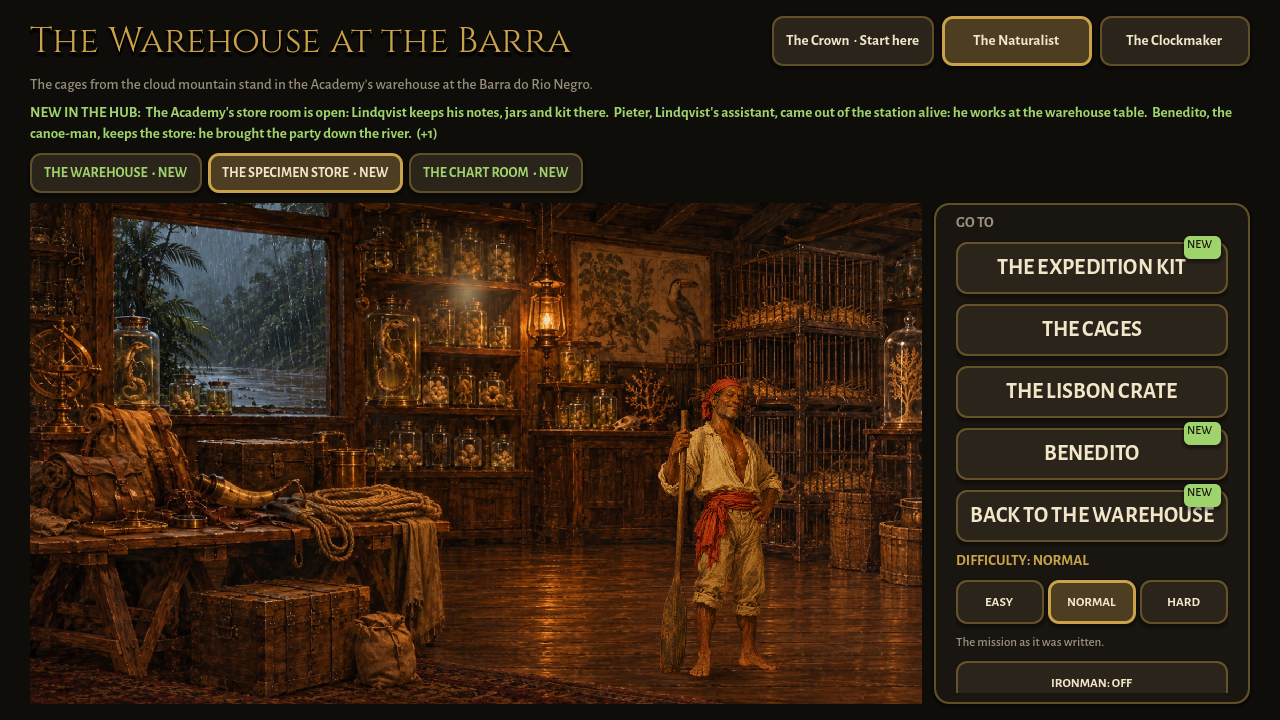 The Warehouse at the Barra
The Crown · Start here
The Naturalist
The Clockmaker
The cages from the cloud mountain stand in the Academy's warehouse at the Barra do Rio Negro.
NEW IN THE HUB: The Academy's store room is open: Lindqvist keeps his notes, jars and kit there. Pieter, Lindqvist's assistant, came out of the station alive: he works at the warehouse table. Benedito, the
canoe-man, keeps the store: he brought the party down the river. (+1)
THE WAREHOUSE · NEW
THE SPECIMEN STORE · NEW
THE CHART ROOM · NEW
GO TO
NEW
THE EXPEDITION KIT
THE CAGES
THE LISBON CRATE
NEW
BENEDITO
NEW
BACK TO THE WAREHOUSE
DIFFICULTY: NORMAL
EASY
NORMAL
HARD
The mission as it was written.
IRONMAN: OFF